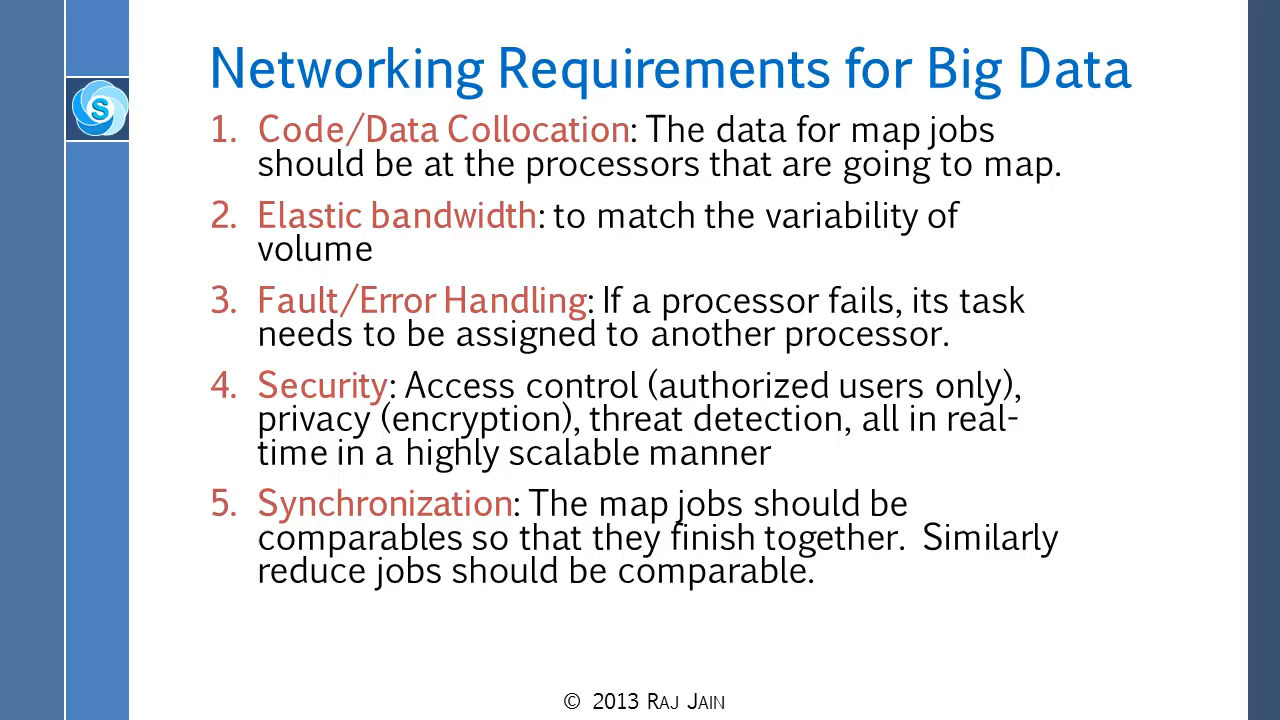 Networking Requirements for Big Data
S
1. Code/Data Collocation: The data for map jobs
should be at the processors that are going to map.
2. Elastic bandwidth: to match the variability of
volume
3. Fault/Error Handling: If a processor fails, its task
needs to be assigned to another processor.
4. Security: Access control (authorized users only),
privacy (encryption), threat detection, all in real-
time in a highly scalable manner
5. Synchronization: The map jobs should be
comparables so that they finish together.  Similarly
reduce jobs should be comparable.
© 2013 RAJ JAIN